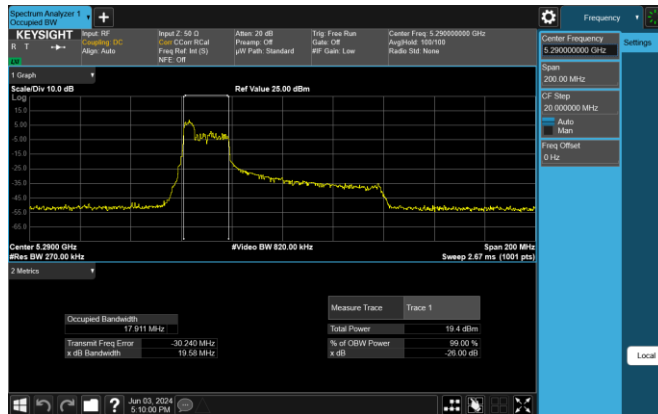 Spectrum Analyzer 1
Occupied BW
Frequency
KEYSIGHT
R T
Input: RF
Coupling: DC
Align: Auto
Input Z: 50 Ω
Corr CCorr RCal
Freq Ref: Int (S)
NFE: Off
Atten: 20 dB
Preamp: Off
µW Path: Standard
Trig: Free Run
Gate: Off
#IF Gain: Low
Center Freq: 5.290000000 GHz
Avg|Hold: 100/100
Radio Std: None
Center Frequency
5.290000000 GHz
Settings
Span
200.00 MHz
CF Step
20.000000 MHz
Auto
Man
Freq Offset
0 Hz
Local
1 Graph
Scale/Div 10.0 dB
Ref Value 25.00 dBm
Log
15.0
5.00
-5.00
-15.0
-25.0
-35.0
-45.0
-55.0
-65.0
Center 5.2900 GHz
#Video BW 820.00 kHz
Span 200 MHz
#Res BW 270.00 kHz
Sweep 2.67 ms (1001 pts)
2 Metrics
Occupied Bandwidth
17.911 MHz
Transmit Freq Error -30.240 MHz
x dB Bandwidth 19.58 MHz
Measure Trace Trace 1
Total Power 19.4 dBm
% of OBW Power 99.00 %
x dB -26.00 dB
Jun 03, 2024
5:10:00 PM